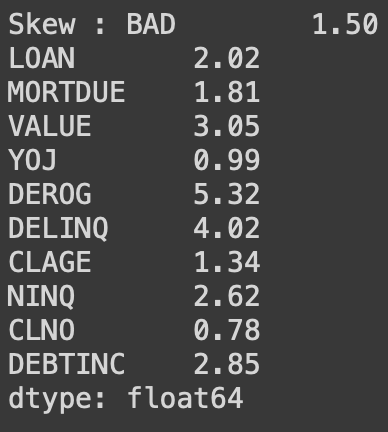 Skew : BAD 1.50
LOAN 2.02
MORTDUE 1.81
VALUE 3.05
YOJ 0.99
DEROG 5.32
DELINQ 4.02
CLAGE 1.34
NINQ 2.62
CLNO 0.78
DEBTINC 2.85
dtype: float64